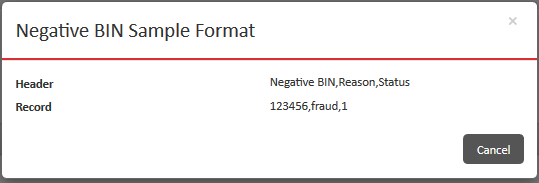 Negative BIN Sample Format
×
Header Negative BIN,Reason,Status
Record 123456,fraud,1
Cancel